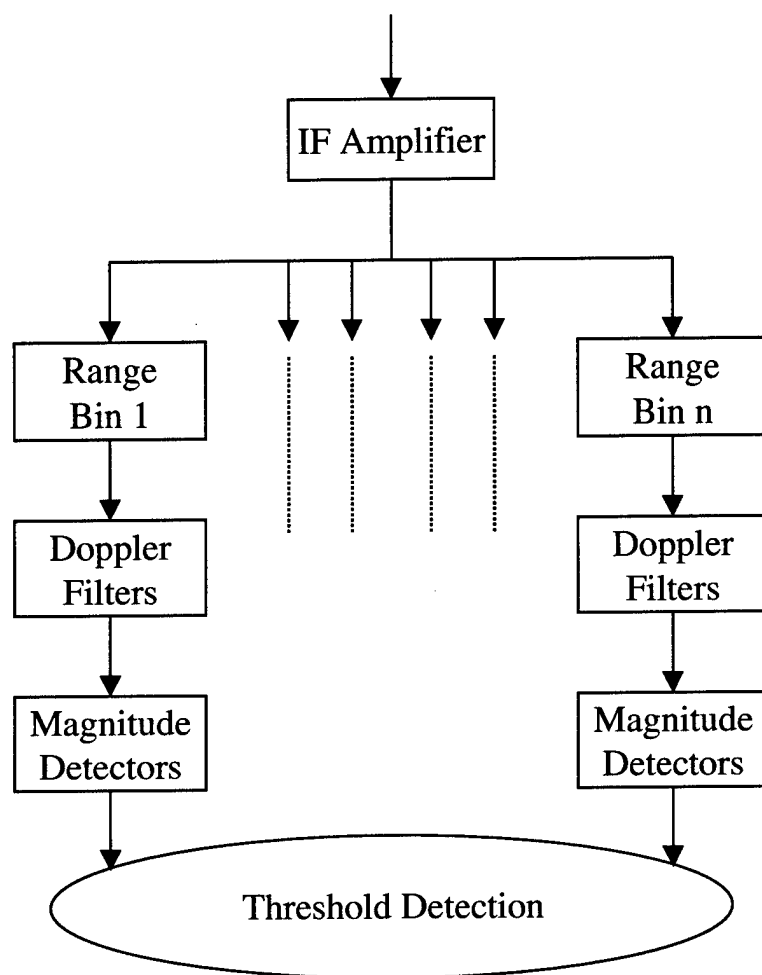 IF Amplifier
Range
Bin 1
Range
Bin n
Doppler
Filters
Doppler
Filters
Magnitude
Detectors
Magnitude
Detectors
Threshold Detection